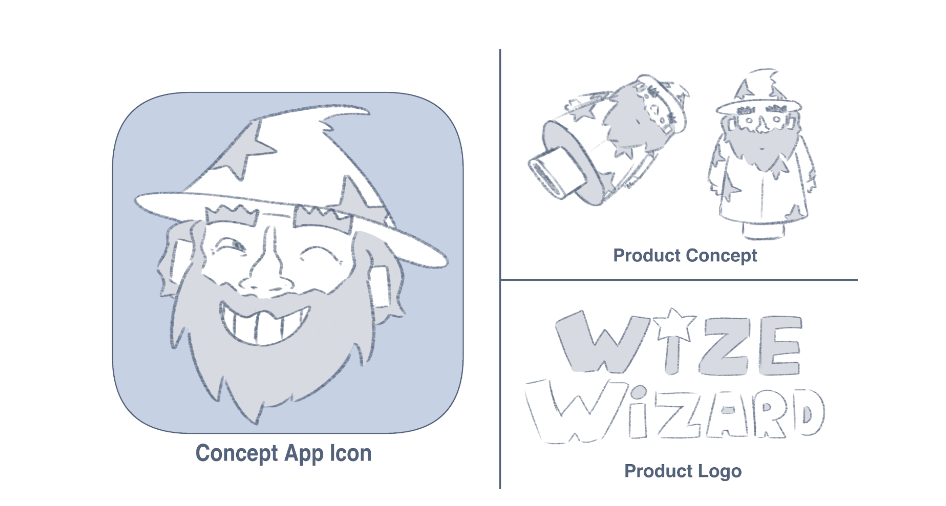 Concept App Icon
Product Concept
WiZE
WiZARD
Product Logo